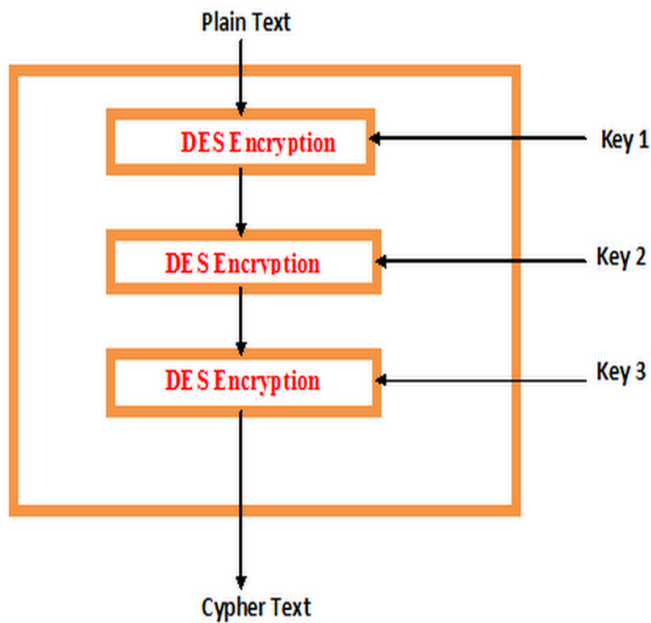 Plain Text
DES Encryption
Key 1
DES Encryption
Key 2
DES Encryption
Key 3
Cypher Text